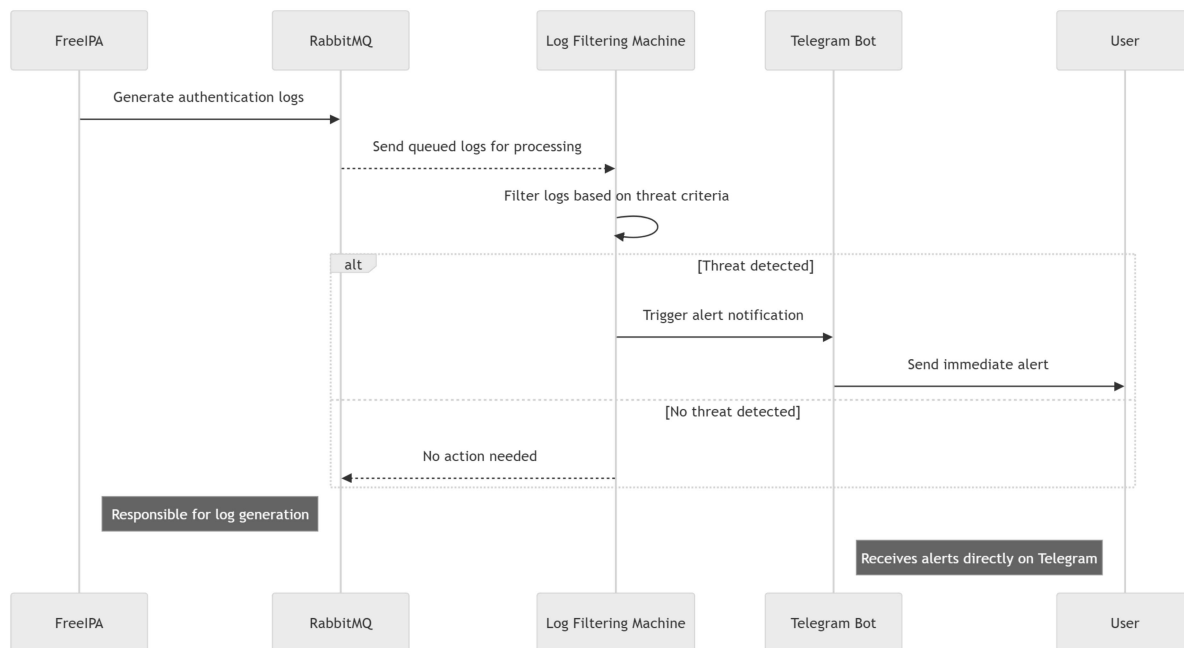 FreeIPA
RabbitMQ
Log Filtering Machine
Telegram Bot
User
Generate authentication logs
Send queued logs for processing
Filter logs based on threat criteria
alt
[Threat detected]
Trigger alert notification
Send immediate alert
[No threat detected]
No action needed
Responsible for log generation
Receives alerts directly on Telegram
FreeIPA
RabbitMQ
Log Filtering Machine
Telegram Bot
User